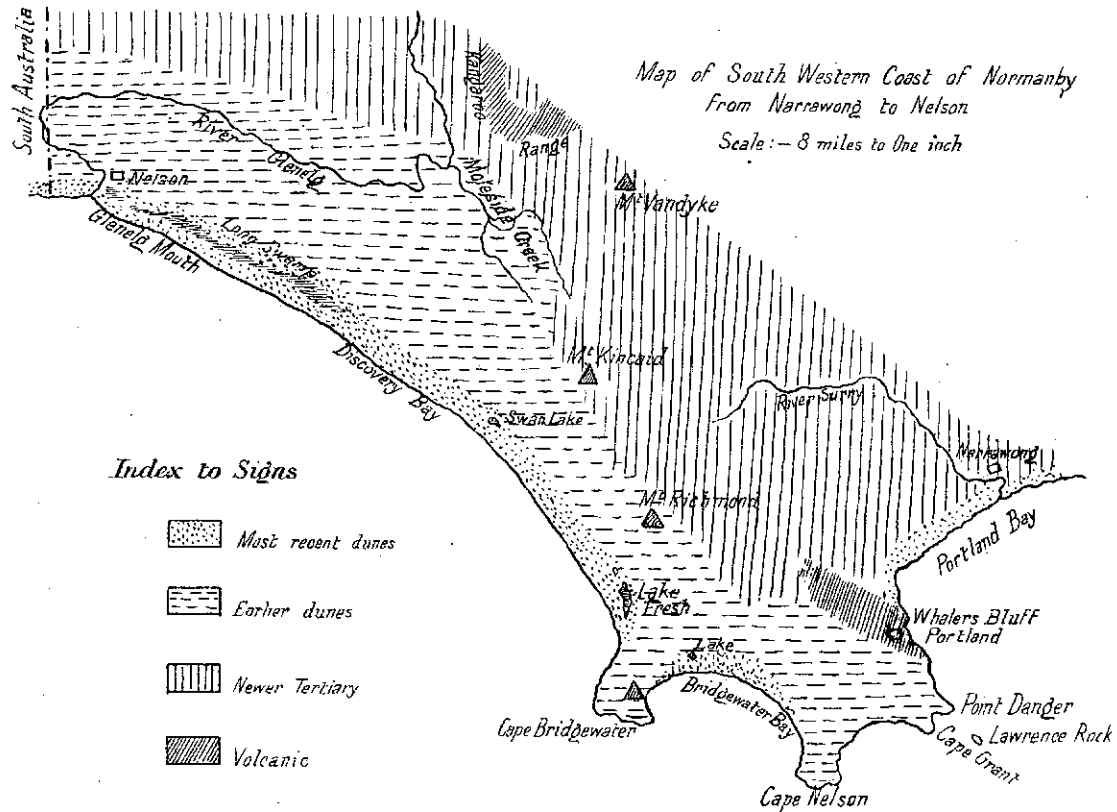 Map of South Western Coast of Normanby
From Narrawong to Nelson
Scale:– 8 miles to One inch
South Australia
Kangaroo
Range
River Glenelg
Moleside
Creek
Mt Vandyke
Nelson
Glenelg Mouth
Long Swamp
Discovery Bay
Mt Kincaid
Swan Lake
River Surry
Narrawong
Portland Bay
Mt Richmond
Index to Signs
Most recent dunes
Earlier dunes
Newer Tertiary
Volcanic
Lake
Fresh
Lake
Whalers Bluff
Portland
Bridgewater Bay
Cape Bridgewater
Point Danger
Lawrence Rock
Cape Grant
Cape Nelson